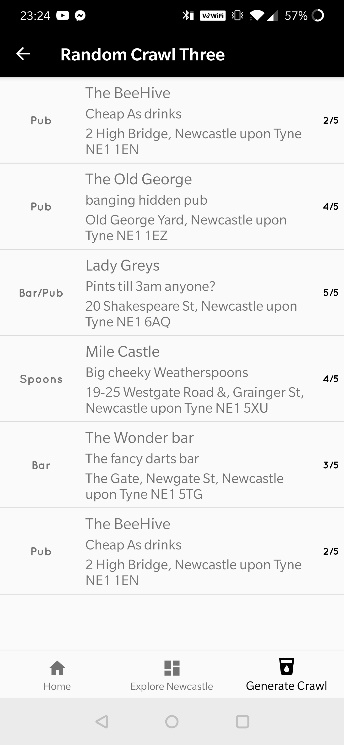 23:24
VoWiFi
57%
Random Crawl Three
The BeeHive
Pub
Cheap As drinks
2/5
2 High Bridge, Newcastle upon Tyne
NE1 1EN
The Old George
Pub
banging hidden pub
4/5
Old George Yard, Newcastle upon
Tyne NE1 1EZ
Lady Greys
Bar/Pub
Pints till 3am anyone?
5/5
20 Shakespeare St, Newcastle upon
Tyne NE1 6AQ
Mile Castle
Spoons
Big cheeky Weatherspoons
4/5
19-25 Westgate Road &, Grainger St,
Newcastle upon Tyne NE1 5XU
The Wonder bar
Bar
The fancy darts bar
3/5
The Gate, Newgate St, Newcastle
upon Tyne NE1 5TG
The BeeHive
Pub
Cheap As drinks
2/5
2 High Bridge, Newcastle upon Tyne
NE1 1EN
Home
Explore Newcastle
Generate Crawl